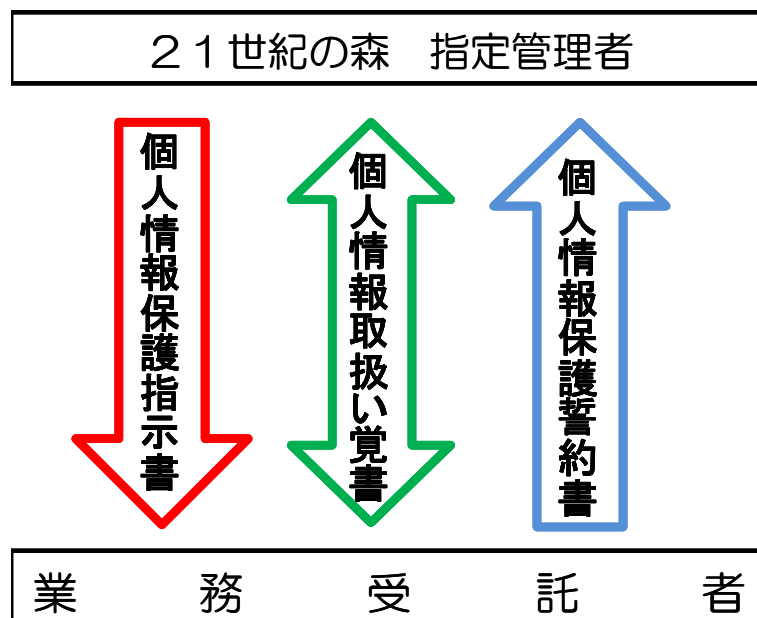 ２１世紀の森　指定管理者
個人情報保護指示書
個人情報取扱い覚書
個人情報保護誓約書
業務受託者